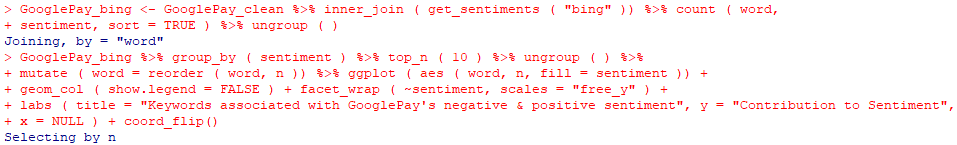 > GooglePay_bing <- GooglePay_clean %>% inner_join ( get_sentiments ( "bing" )) %>% count ( word,
+ sentiment, sort = TRUE ) %>% ungroup ( )
Joining, by = "word"
> GooglePay_bing %>% group_by ( sentiment ) %>% top_n ( 10 ) %>% ungroup ( ) %>%
+ mutate ( word = reorder ( word, n )) %>% ggplot ( aes ( word, n, fill = sentiment )) +
+ geom_col ( show.legend = FALSE ) + facet_wrap ( ~sentiment, scales = "free_y" ) +
+ labs ( title = "Keywords associated with GooglePay's negative & positive sentiment", y = "Contribution to Sentiment",
+ x = NULL ) + coord_flip()
Selecting by n